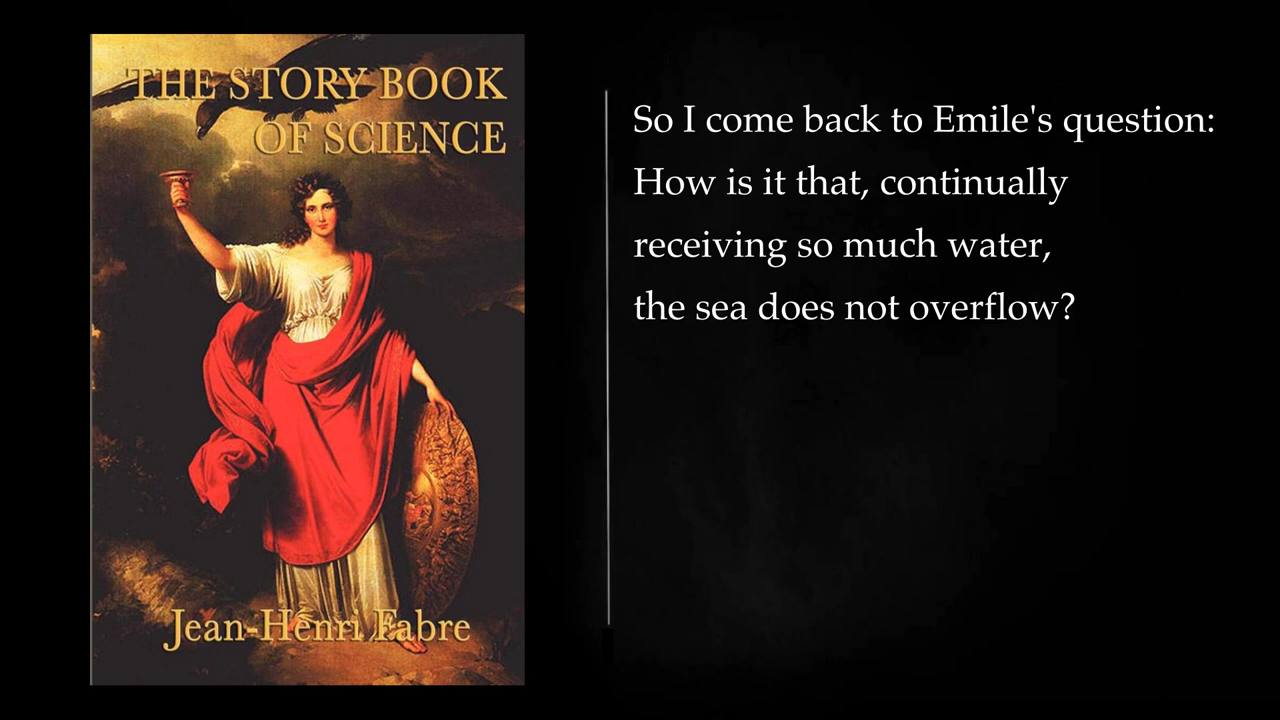 THE STORY BOOK
OF SCIENCE
Jean-Henri Fabre
So I come back to Emile's question:
How is it that, continually
receiving so much water,
the sea does not overflow?